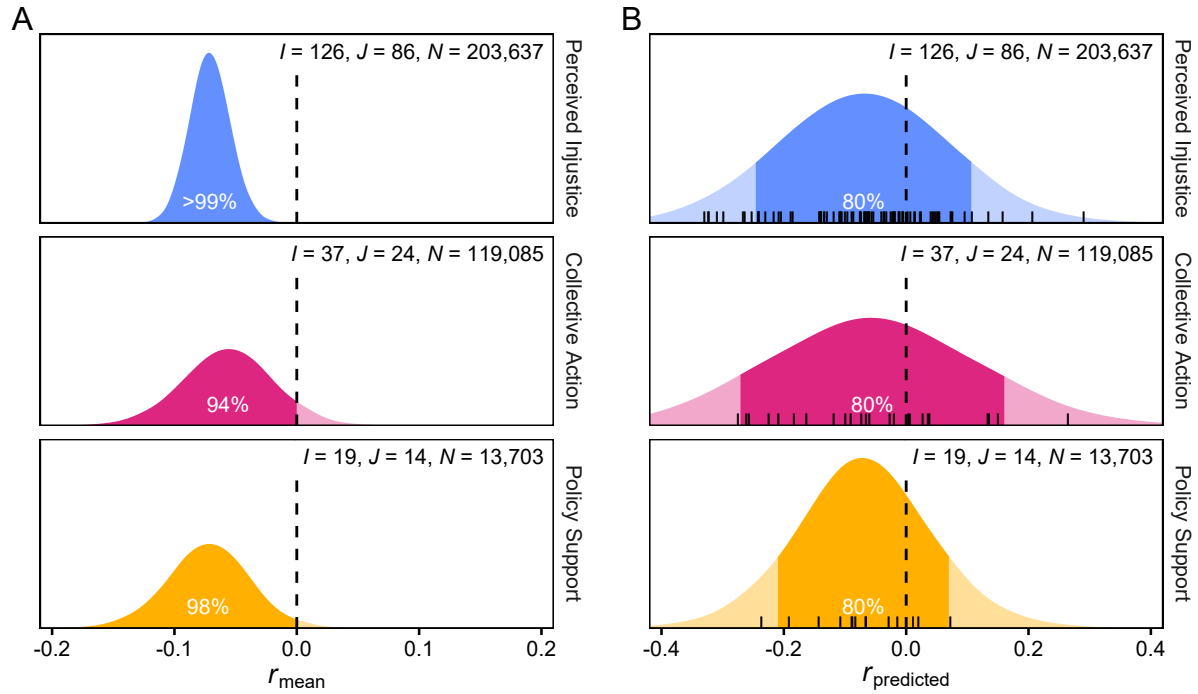 A
I = 126, J = 86, N = 203,637
>99%
Perceived Injustice
I = 37, J = 24, N = 119,085
94%
Collective Action
I = 19, J = 14, N = 13,703
98%
Policy Support
-0.2 -0.1 0.0 0.1 0.2
r mean
B
I = 126, J = 86, N = 203,637
80%
Perceived Injustice
I = 37, J = 24, N = 119,085
80%
Collective Action
I = 19, J = 14, N = 13,703
80%
Policy Support
-0.4 -0.2 0.0 0.2 0.4
r predicted